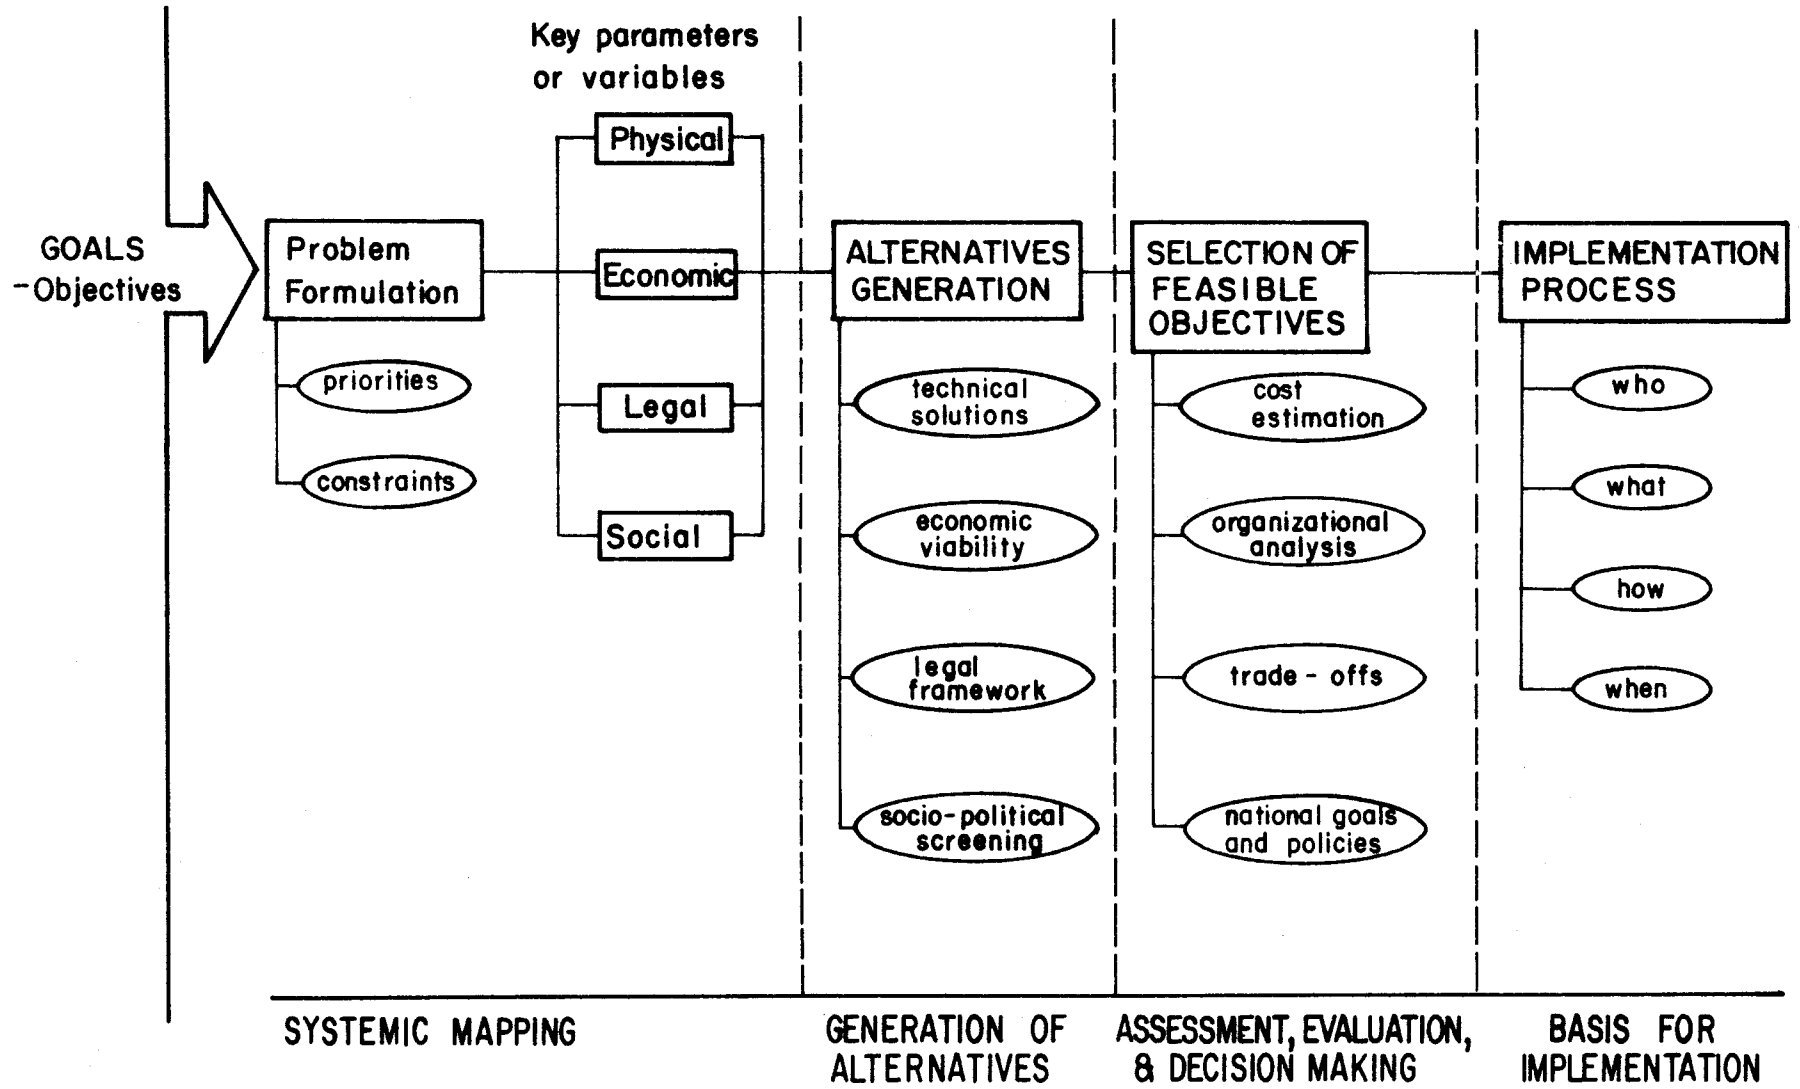 GOALS
-Objectives
Problem
Formulation
priorities
constraints
Key parameters
or variables
Physical
Economic
Legal
Social
ALTERNATIVES
GENERATION
technical
solutions
economic
viability
legal
framework
socio-political
screening
SELECTION OF
FEASIBLE
OBJECTIVES
cost
estimation
organizational
analysis
trade-offs
national goals
and policies
IMPLEMENTATION
PROCESS
who
what
how
when
SYSTEMIC MAPPING
GENERATION OF
ALTERNATIVES
ASSESSMENT, EVALUATION,
& DECISION MAKING
BASIS FOR
IMPLEMENTATION